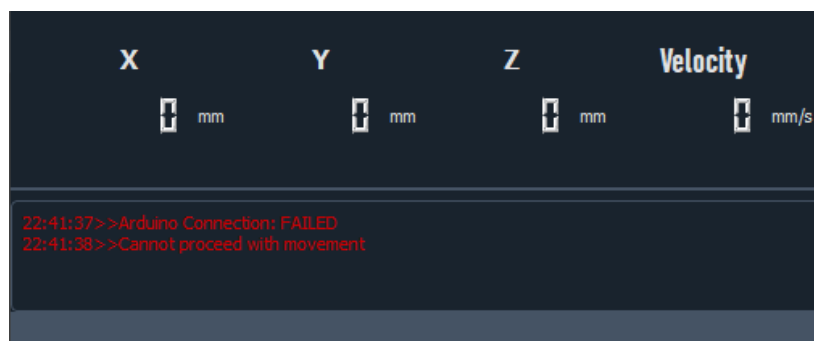 X Y Z Velocity
0 mm 0 mm 0 mm 0 mm/s
22:41:37>>Arduino Connection: FAILED
22:41:38>>Cannot proceed with movement